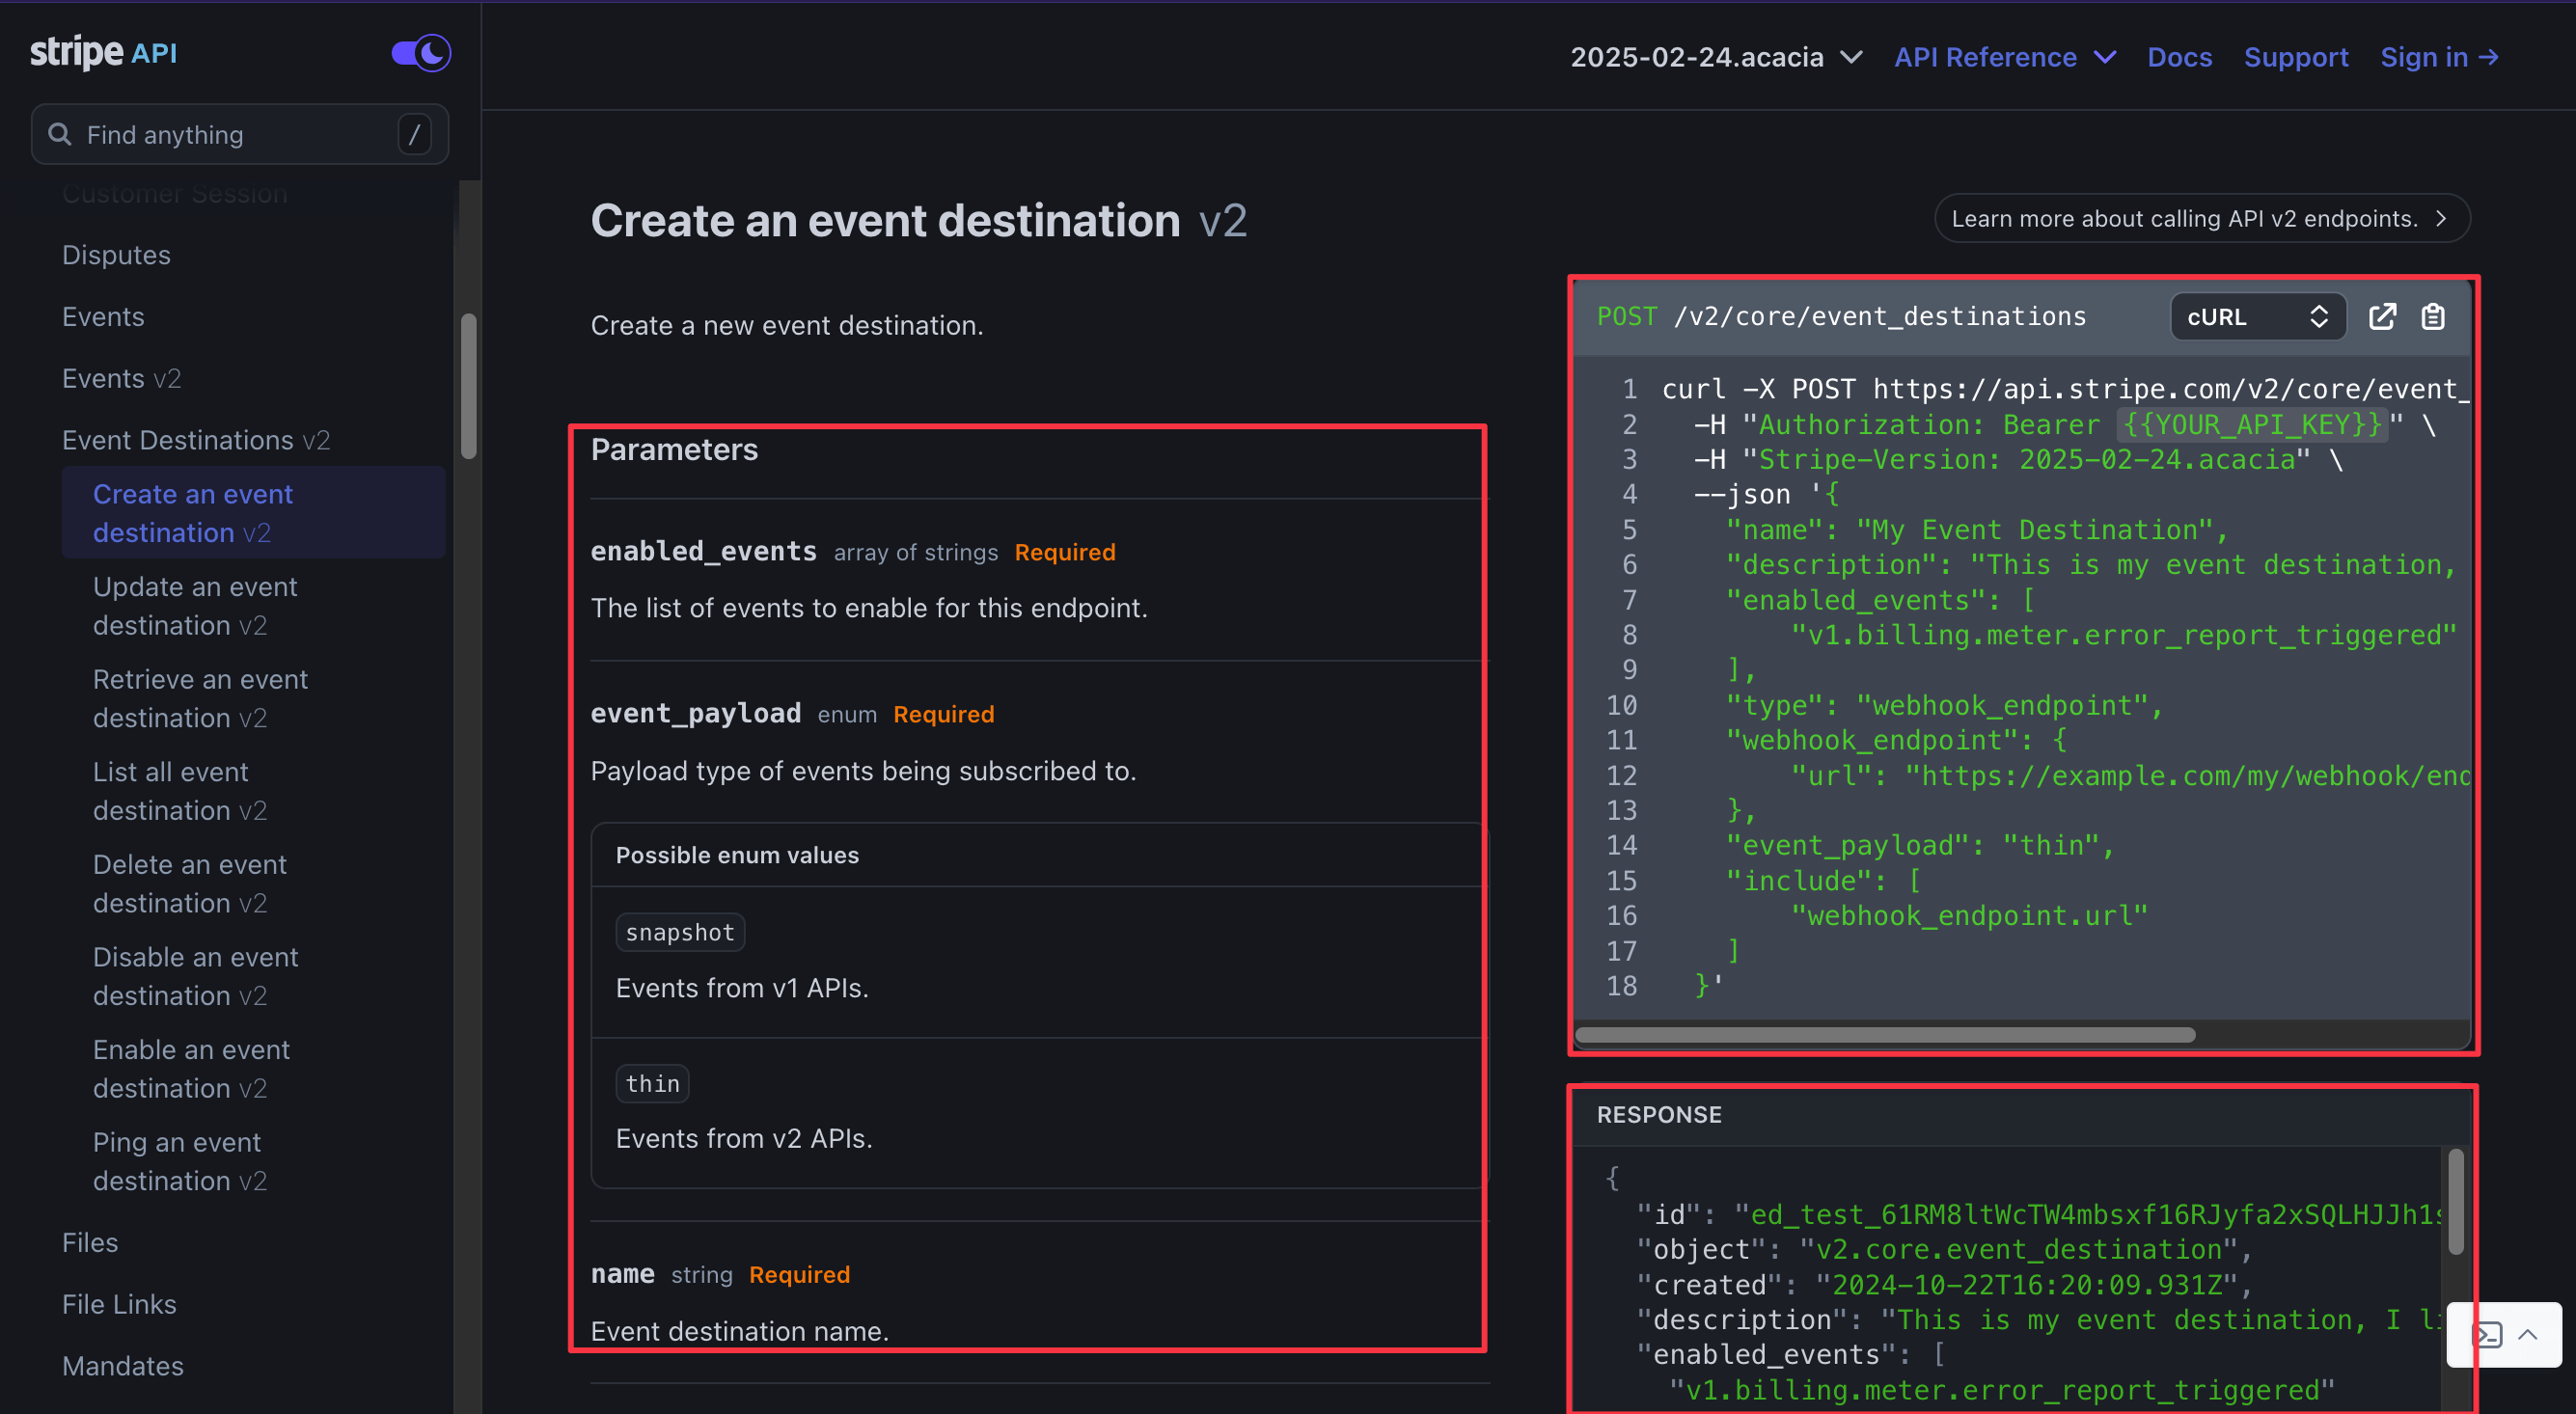 stripe API
Find anything /
Customer Session
Disputes
Events
Events v2
Event Destinations v2
Create an event
destination v2
Update an event
destination v2
Retrieve an event
destination v2
List all event
destination v2
Delete an event
destination v2
Disable an event
destination v2
Enable an event
destination v2
Ping an event
destination v2
Files
File Links
Mandates
2025-02-24.acacia API Reference Docs Support Sign in →
Create an event destination v2
Learn more about calling API v2 endpoints.
Create a new event destination.
Parameters
enabled_events array of strings Required
The list of events to enable for this endpoint.
event_payload enum Required
Payload type of events being subscribed to.
Possible enum values
snapshot
Events from v1 APIs.
thin
Events from v2 APIs.
name string Required
Event destination name.
POST /v2/core/event_destinations cURL
1 curl -X POST https://api.stripe.com/v2/core/event_
2 -H "Authorization: Bearer {{YOUR_API_KEY}}" \
3 -H "Stripe-Version: 2025-02-24.acacia" \
4 --json '{
5 "name": "My Event Destination",
6 "description": "This is my event destination,
7 "enabled_events": [
8 "v1.billing.meter.error_report_triggered"
9 ],
10 "type": "webhook_endpoint",
11 "webhook_endpoint": {
12 "url": "https://example.com/my/webhook/end
13 },
14 "event_payload": "thin",
15 "include": [
16 "webhook_endpoint.url"
17 ]
18 }'
RESPONSE
{
"id": "ed_test_61RM8ltWcTW4mbsxf16RJyfa2xSQLHJJh1s
"object": "v2.core.event_destination",
"created": "2024-10-22T16:20:09.931Z",
"description": "This is my event destination, I li
"enabled_events": [
"v1.billing.meter.error_report_triggered"